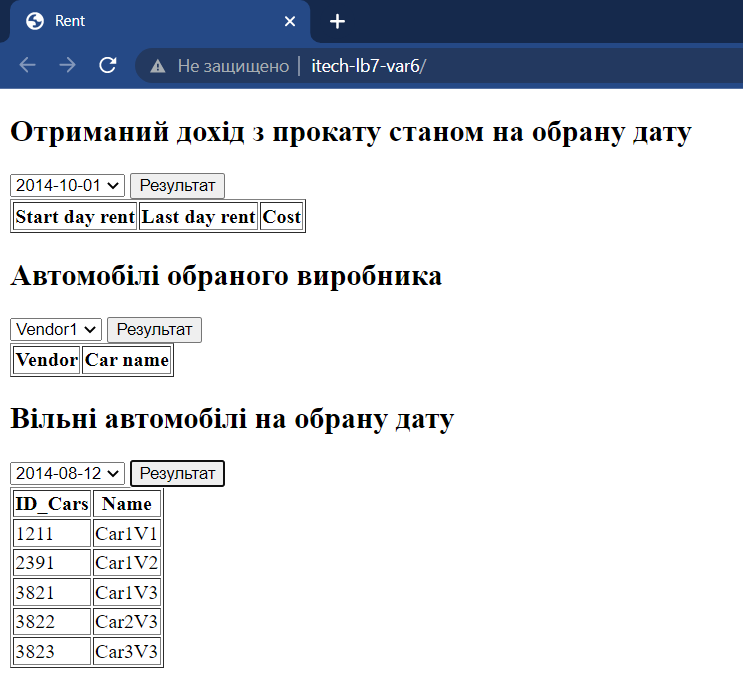 Rent
Не защищено | itech-lb7-var6/
Отриманий дохід з прокату станом на обрану дату
2014-10-01 Результат
Start day rent Last day rent Cost
Автомобілі обраного виробника
Vendor1 Результат
Vendor Car name
Вільні автомобілі на обрану дату
2014-08-12 Результат
ID_Cars Name
1211 Car1V1
2391 Car1V2
3821 Car1V3
3822 Car2V3
3823 Car3V3